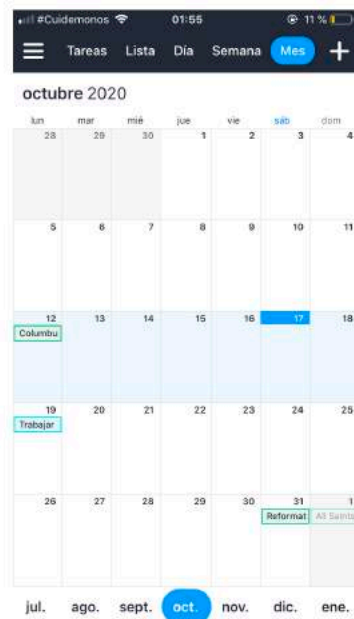 #Cuidemonos 01:55 11 %
Tareas Lista Día Semana Mes +
octubre 2020
lun mar mié jue vie sáb dom
28 29 30 1 2 3 4
5 6 7 8 9 10 11
12 13 14 15 16 17 18
Columbu
19 20 21 22 23 24 25
Trabajar
26 27 28 29 30 31 1
Reformat All Saints
jul. ago. sept. oct. nov. dic. ene.